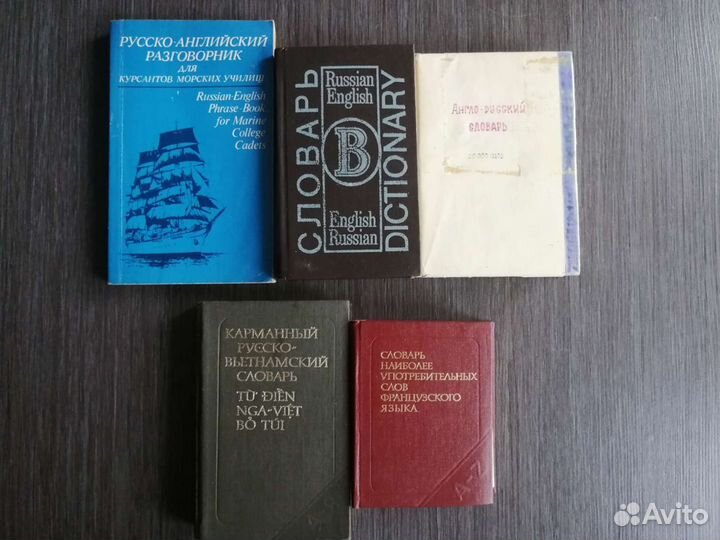 РУССКО-АНГЛИЙСКИЙ
РАЗГОВОРНИК
ДЛЯ
КУРСАНТОВ МОРСКИХ УЧИЛИЩ
Russian-English
Phrase-Book
for Marine
College
Cadets
СЛОВАРЬ
Russian
English
B
English
Russian
DICTIONARY
АНГЛО-РУССКИЙ
СЛОВАРЬ
КАРМАННЫЙ
РУССКО-
ВЬЕТНАМСКИЙ
СЛОВАРЬ
TỪ ĐIỂN
NGA-VIỆT
BỎ TÚI
СЛОВАРЬ
НАИБОЛЕЕ
УПОТРЕБИТЕЛЬНЫХ
СЛОВ
ФРАНЦУЗСКОГО
ЯЗЫКА
A-Z
Avito